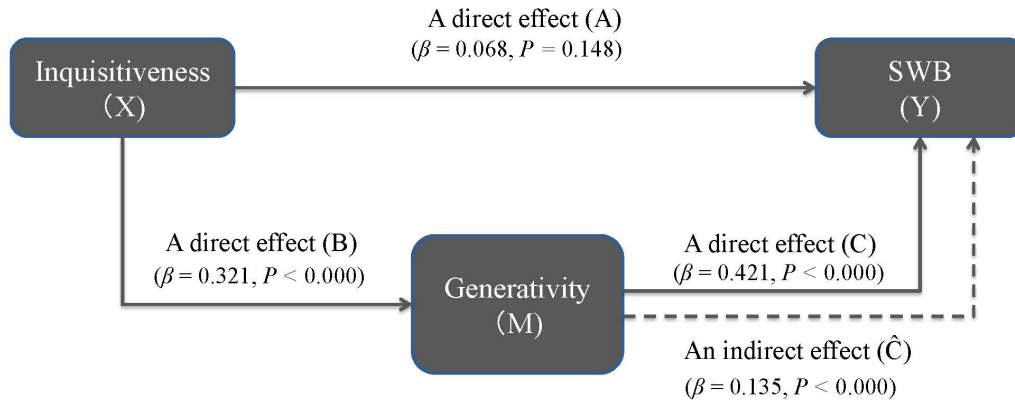 A direct effect (A)
(β = 0.068, P = 0.148)
Inquisitiveness
(X)
SWB
(Y)
A direct effect (B)
(β = 0.321, P < 0.000)
Generativity
(M)
A direct effect (C)
(β = 0.421, P < 0.000)
An indirect effect (Ĉ)
(β = 0.135, P < 0.000)